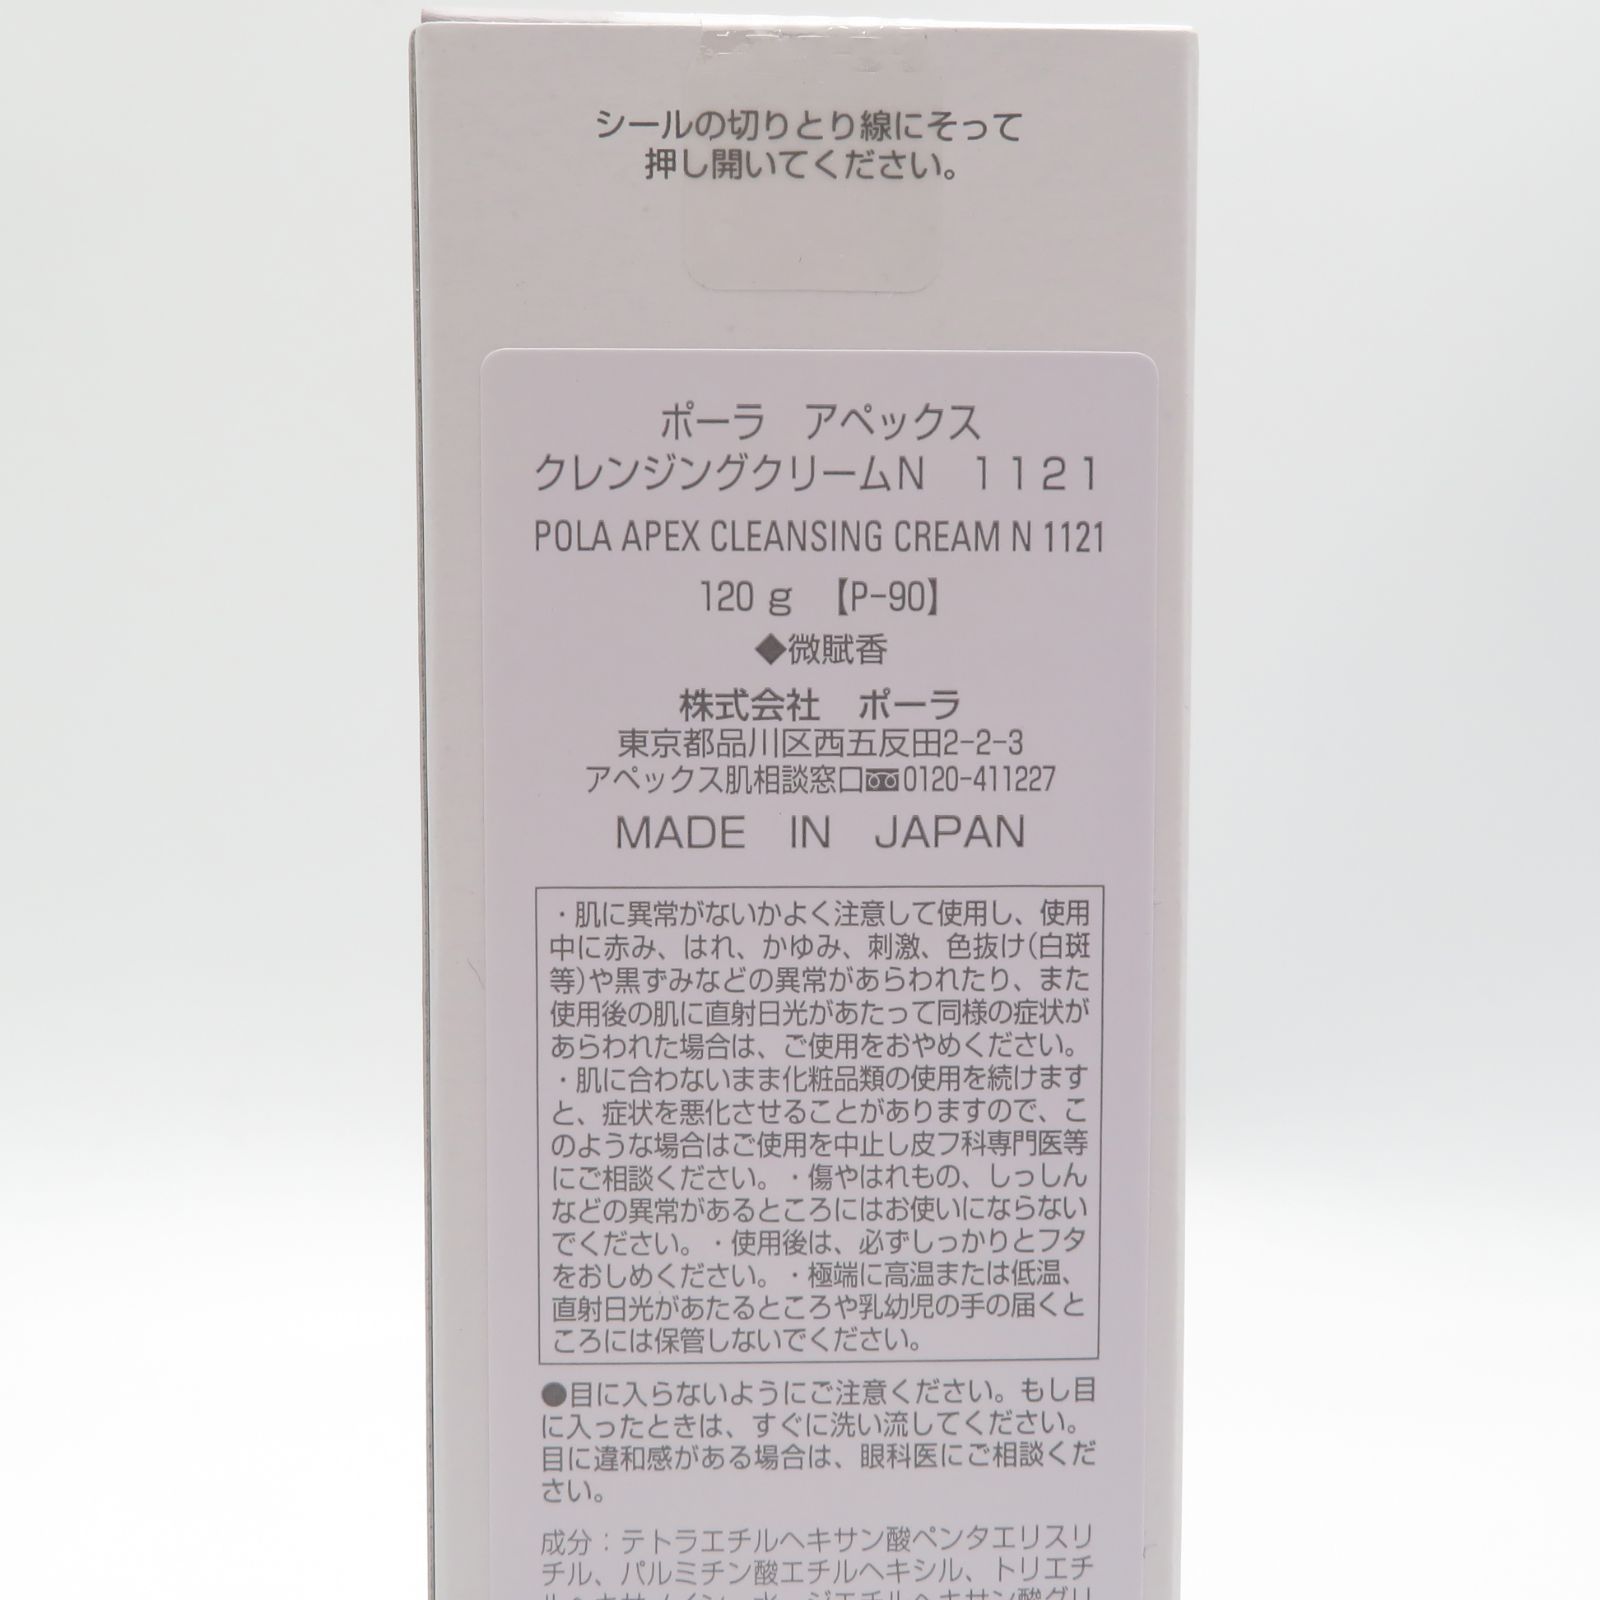 シールの切りとり線にそって
押し開いてください。
ポーラ　アペックス
クレンジングクリームN　1121
POLA APEX CLEANSING CREAM N 1121
120 g 【P-90】
◆微賦香
株式会社　ポーラ
東京都品川区西五反田2-2-3
アペックス肌相談窓口0120-411227
MADE IN JAPAN
・肌に異常がないかよく注意して使用し、使用
中に赤み、はれ、かゆみ、刺激、色抜け(白斑
等)や黒ずみなどの異常があらわれたり、また
使用後の肌に直射日光があたって同様の症状が
あらわれた場合は、ご使用をおやめください。
・肌に合わないまま化粧品類の使用を続けます
と、症状を悪化させることがありますので、こ
のような場合はご使用を中止し皮フ科専門医等
にご相談ください。・傷やはれもの、しっしん
などの異常があるところにはお使いにならない
でください。・使用後は、必ずしっかりとフタ
をおしめください。・極端に高温または低温、
直射日光があたるところや乳幼児の手の届くと
ころには保管しないでください。
●目に入らないようにご注意ください。もし目
に入ったときは、すぐに洗い流してください。
目に違和感がある場合は、眼科医にご相談くだ
さい。
成分：テトラエチルヘキサン酸ペンタエリスリ
チル、パルミチン酸エチルヘキシル、トリエチ
ルヘキサノイン、水、ジエチルヘキサン酸グリ